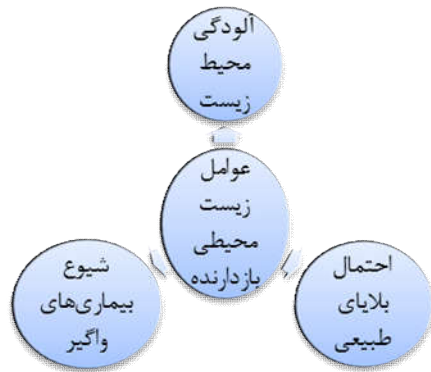 آلودگی
محیط
زیست
عوامل
زیست
محیطی
بازدارنده
احتمال
بلایای
طبیعی
شیوع
بیماری‌های
واگیر